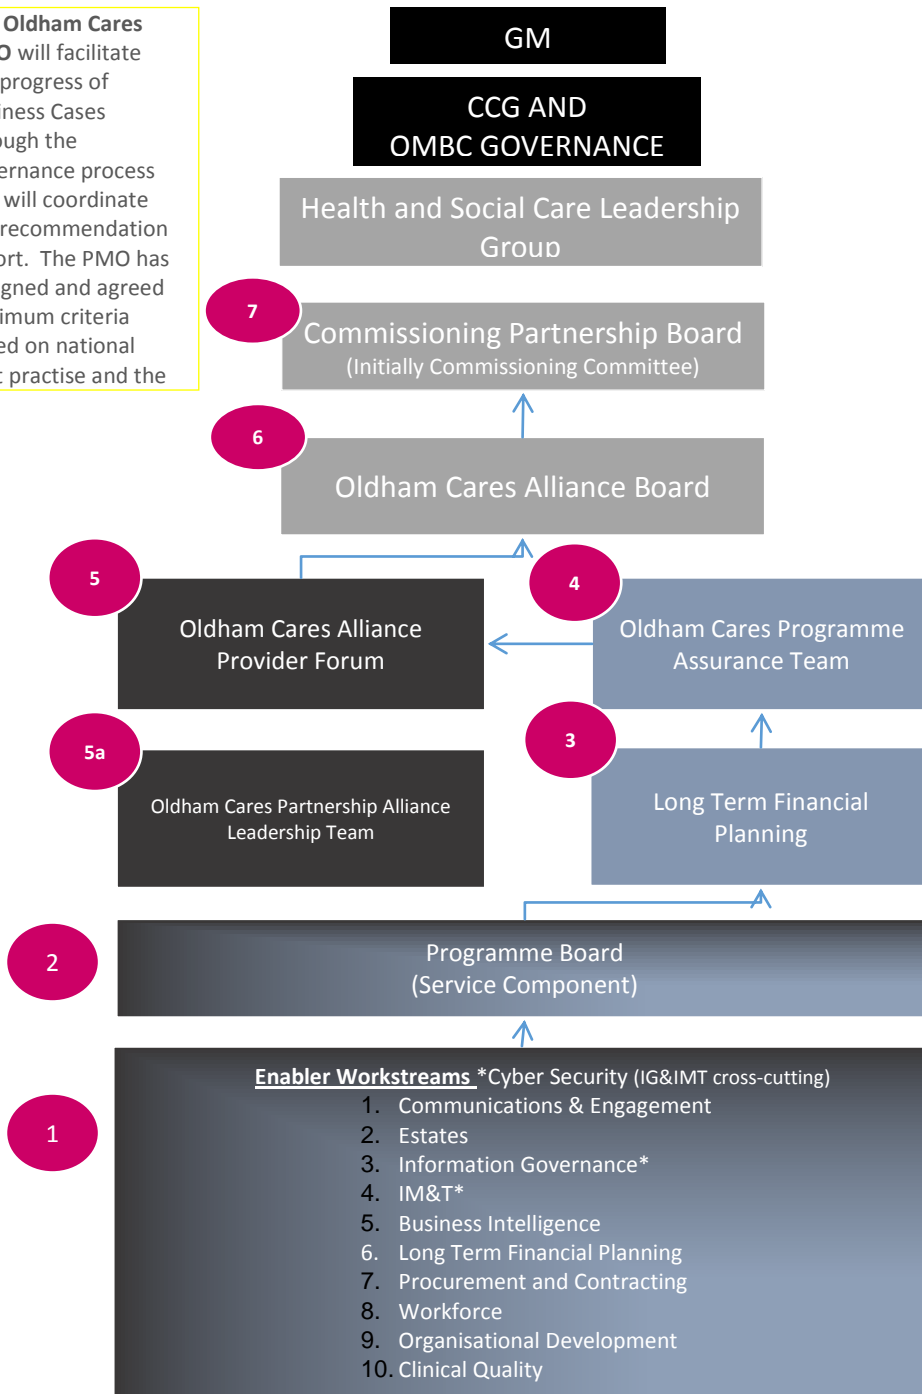 Oldham Cares
O will facilitate
progress of
iness Cases
ough the
ernance process
will coordinate
recommendation
ort. The PMO has
igned and agreed
imum criteria
ed on national
t practise and the
GM
CCG AND
OMBC GOVERNANCE
Health and Social Care Leadership
Group
7
Commissioning Partnership Board
(Initially Commissioning Committee)
6
Oldham Cares Alliance Board
5
Oldham Cares Alliance
Provider Forum
4
Oldham Cares Programme
Assurance Team
5a
Oldham Cares Partnership Alliance
Leadership Team
3
Long Term Financial
Planning
2
Programme Board
(Service Component)
1
Enabler Workstreams *Cyber Security (IG&IMT cross-cutting)
1. Communications & Engagement
2. Estates
3. Information Governance*
4. IM&T*
5. Business Intelligence
6. Long Term Financial Planning
7. Procurement and Contracting
8. Workforce
9. Organisational Development
10. Clinical Quality